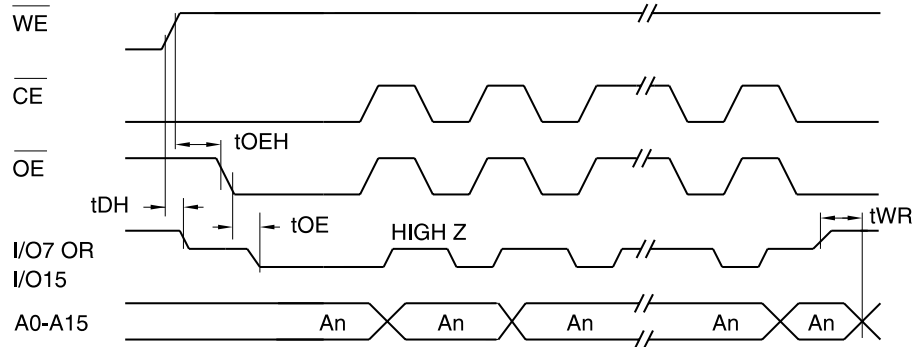 WE
CE
tOEH
OE
tDH
tOE
tWR
HIGH Z
I/O7 OR
I/O15
A0-A15 An An An An An